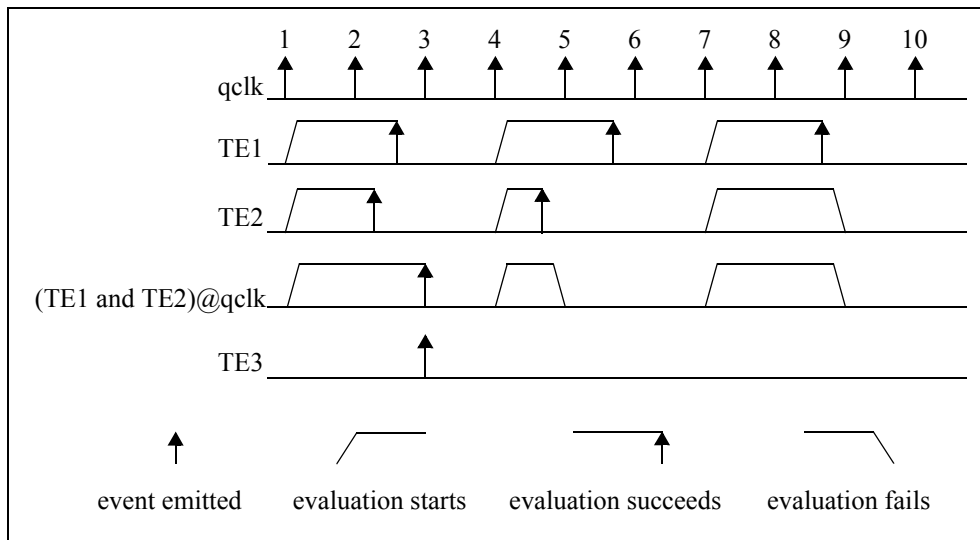 1 2 3 4 5 6 7 8 9 10
qclk
TE1
TE2
(TE1 and TE2)@qclk
TE3
event emitted evaluation starts evaluation succeeds evaluation fails